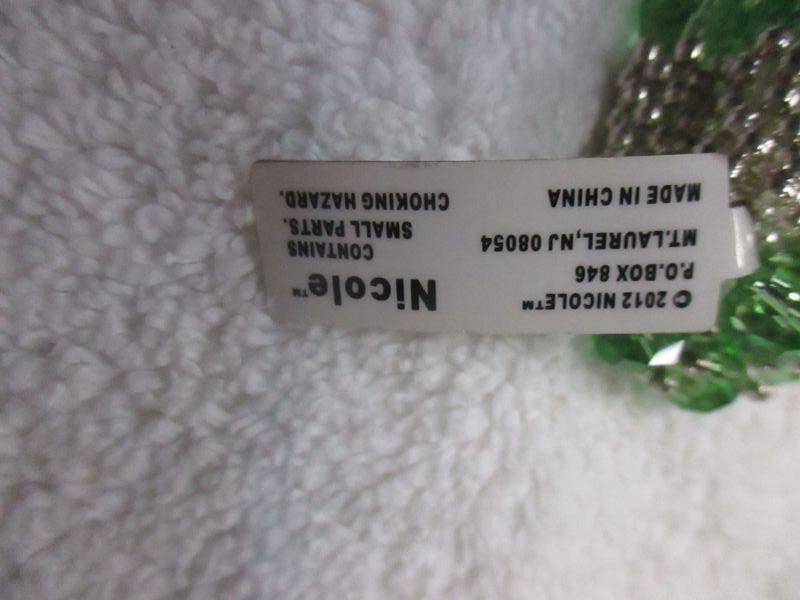 © 2012 NICOLE™
P.O.BOX 846
MT.LAUREL,NJ 08054
MADE IN CHINA
Nicole™
CONTAINS
SMALL PARTS.
CHOKING HAZARD.